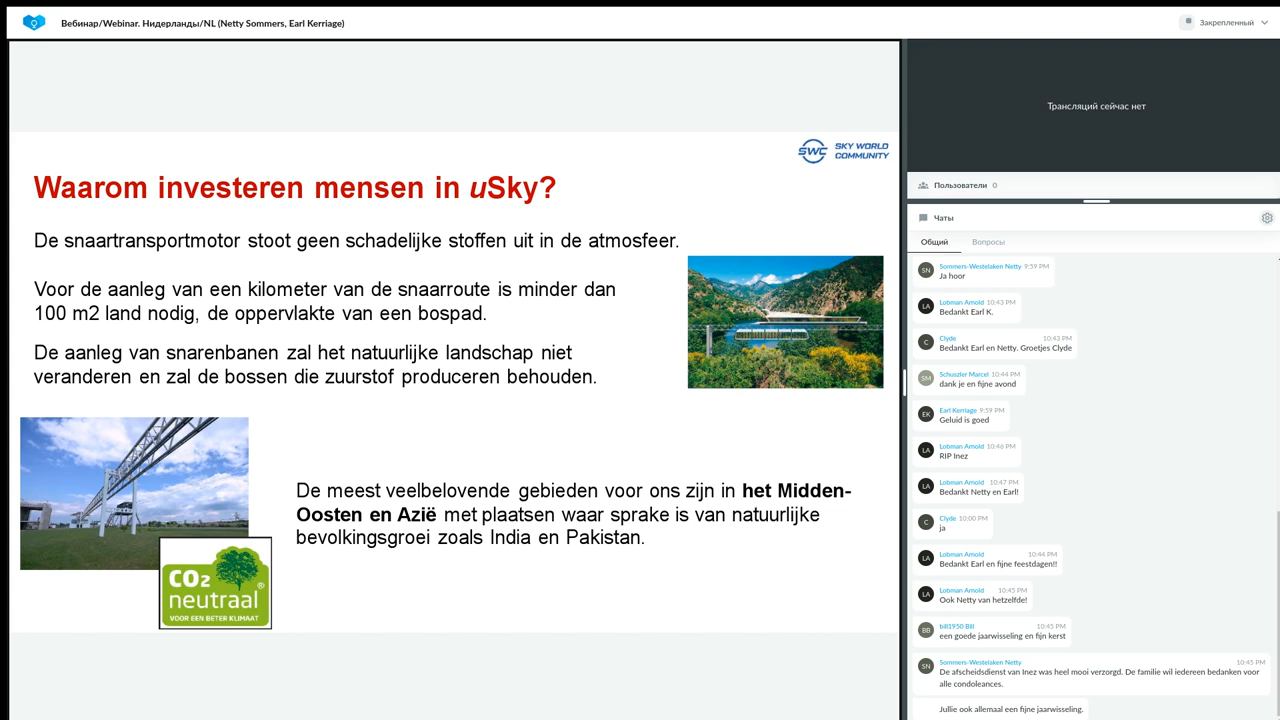 Вебинар/Webinar. Нидерланды/NL (Netty Sommers, Earl Kerriage)
Закрепленный
SWC SKY WORLD
COMMUNITY
Waarom investeren mensen in uSky?
De snaartransportmotor stoot geen schadelijke stoffen uit in de atmosfeer.
Voor de aanleg van een kilometer van de snaarroute is minder dan
100 m2 land nodig, de oppervlakte van een bospad.
De aanleg van snarenbanen zal het natuurlijke landschap niet
veranderen en zal de bossen die zuurstof produceren behouden.
De meest veelbelovende gebieden voor ons zijn in het Midden-
Oosten en Azië met plaatsen waar sprake is van natuurlijke
bevolkingsgroei zoals India en Pakistan.
CO2
neutraal®
VOOR EEN BETER KLIMAAT
Трансляций сейчас нет
Пользователи 0
Чаты
Общий Вопросы
SN Sommers-Westelaken Netty 9:59 PM
Ja hoor
LA Lobman Arnold 10:43 PM
Bedankt Earl K.
C Clyde 10:43 PM
Bedankt Earl en Netty. Groetjes Clyde
SM Schuszler Marcel 10:44 PM
dank je en fijne avond
EK Earl Kerriage 9:59 PM
Geluid is goed
LA Lobman Arnold 10:46 PM
RIP Inez
LA Lobman Arnold 10:47 PM
Bedankt Netty en Earl!
C Clyde 10:00 PM
ja
LA Lobman Arnold 10:44 PM
Bedankt Earl en fijne feestdagen!!
LA Lobman Arnold 10:45 PM
Ook Netty van hetzelfde!
BB bill1950 Bill 10:45 PM
een goede jaarwisseling en fijn kerst
SN Sommers-Westelaken Netty 10:45 PM
De afscheidsdienst van Inez was heel mooi verzorgd. De familie wil iedereen bedanken voor
alle condoleances.
Jullie ook allemaal een fijne jaarwisseling.